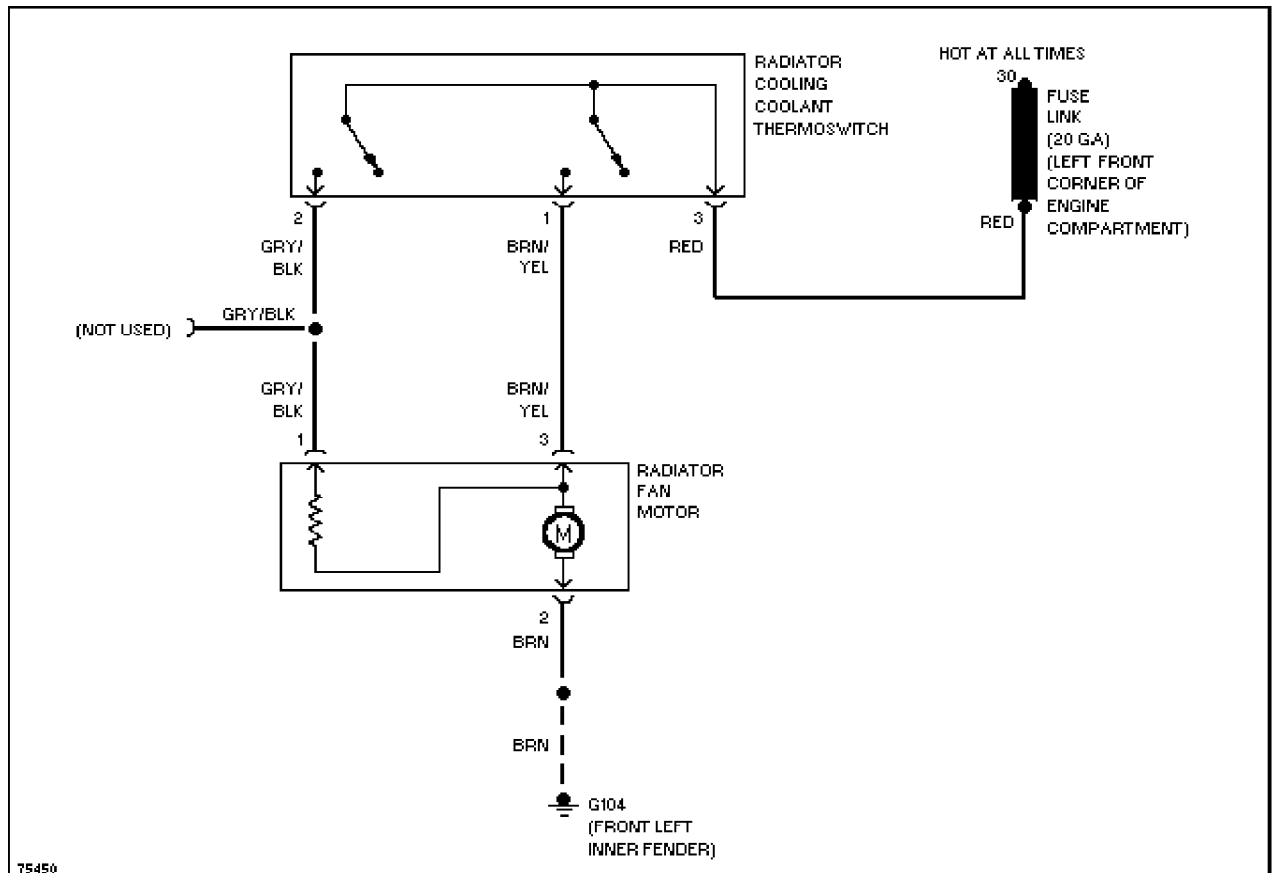 RADIATOR
COOLING
COOLANT
THERMOSWITCH
HOT AT ALL TIMES
30
FUSE
LINK
(20 GA)
(LEFT FRONT
CORNER OF
ENGINE
COMPARTMENT)
RED
2
1
3
GRY/
BLK
BRN/
YEL
RED
(NOT USED)
GRY/BLK
GRY/
BLK
BRN/
YEL
1
3
RADIATOR
FAN
MOTOR
M
2
BRN
BRN
G104
(FRONT LEFT
INNER FENDER)
75450